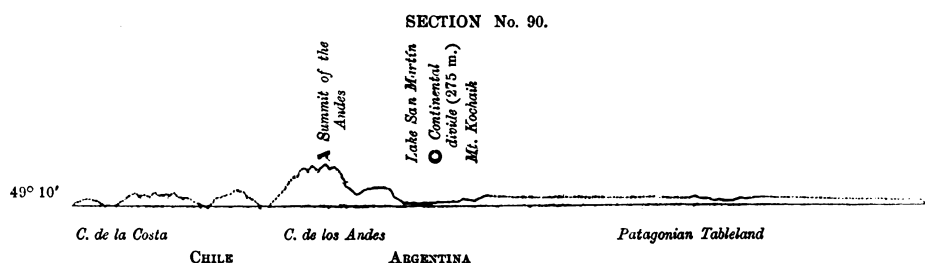 SECTION No. 90.
A Summit of the
Andes
Lake San Martín
O Continental
divide (275 m.)
Mt. Kochaik
49° 10'
C. de la Costa
C. de los Andes
Patagonian Tableland
CHILE
ARGENTINA